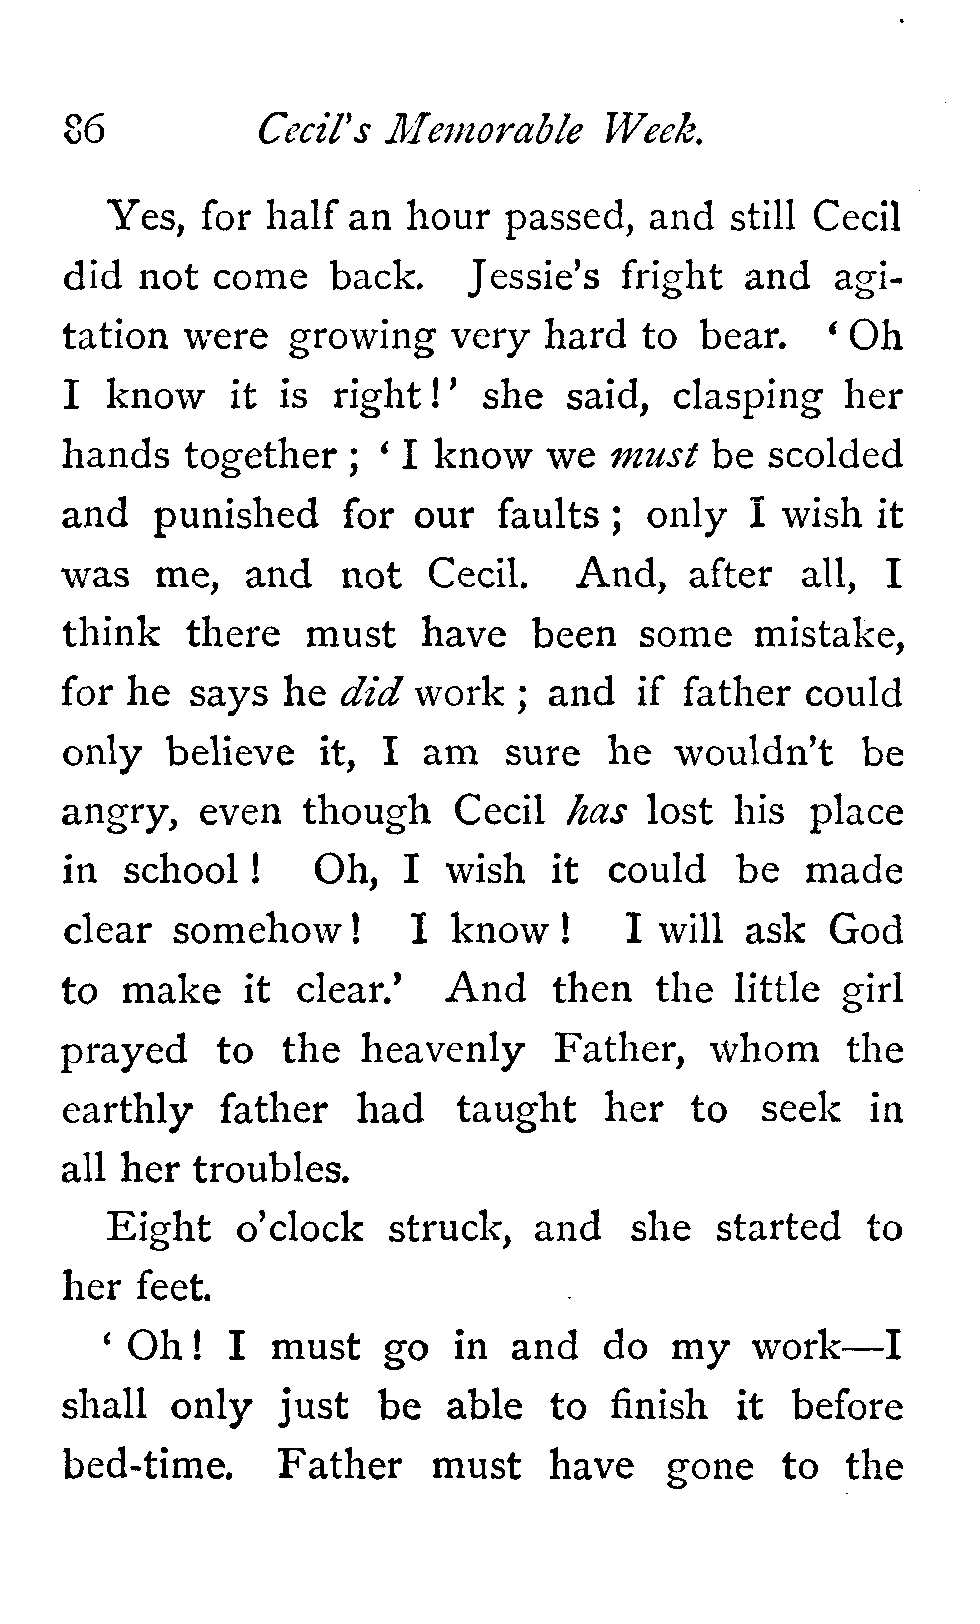 86 Cecil's Memorable Week.
Yes, for half an hour passed, and still Cecil
did not come back. Jessie's fright and agi-
tation were growing very hard to bear. ‘Oh
I know it is right!’ she said, clasping her
hands together; ‘I know we must be scolded
and punished for our faults; only I wish it
was me, and not Cecil. And, after all, I
think there must have been some mistake,
for he says he did work; and if father could
only believe it, I am sure he wouldn't be
angry, even though Cecil has lost his place
in school! Oh, I wish it could be made
clear somehow! I know! I will ask God
to make it clear.’ And then the little girl
prayed to the heavenly Father, whom the
earthly father had taught her to seek in
all her troubles.
Eight o'clock struck, and she started to
her feet.
‘Oh! I must go in and do my work—I
shall only just be able to finish it before
bed-time. Father must have gone to the